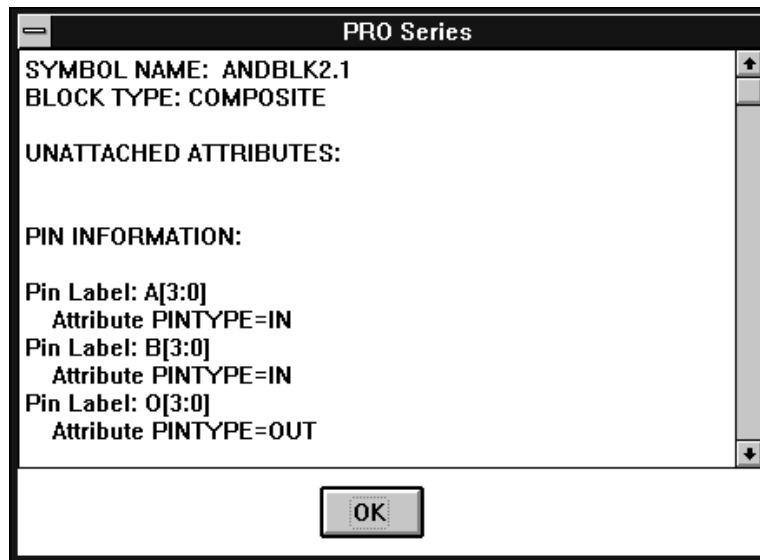 PRO Series
SYMBOL NAME:  ANDBLK2.1
BLOCK TYPE: COMPOSITE
UNATTACHED ATTRIBUTES:
PIN INFORMATION:
Pin Label: A[3:0]
Attribute PINTYPE=IN
Pin Label: B[3:0]
Attribute PINTYPE=IN
Pin Label: O[3:0]
Attribute PINTYPE=OUT
OK